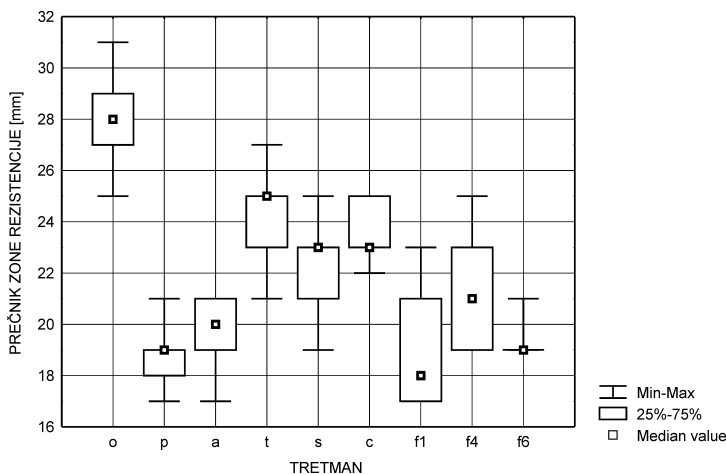 PREČNIK ZONE REZISTENCIJE [mm]
32
30
28
26
24
22
20
18
16
o p a t s c f1 f4 f6
TRETMAN
Min-Max
25%-75%
Median value